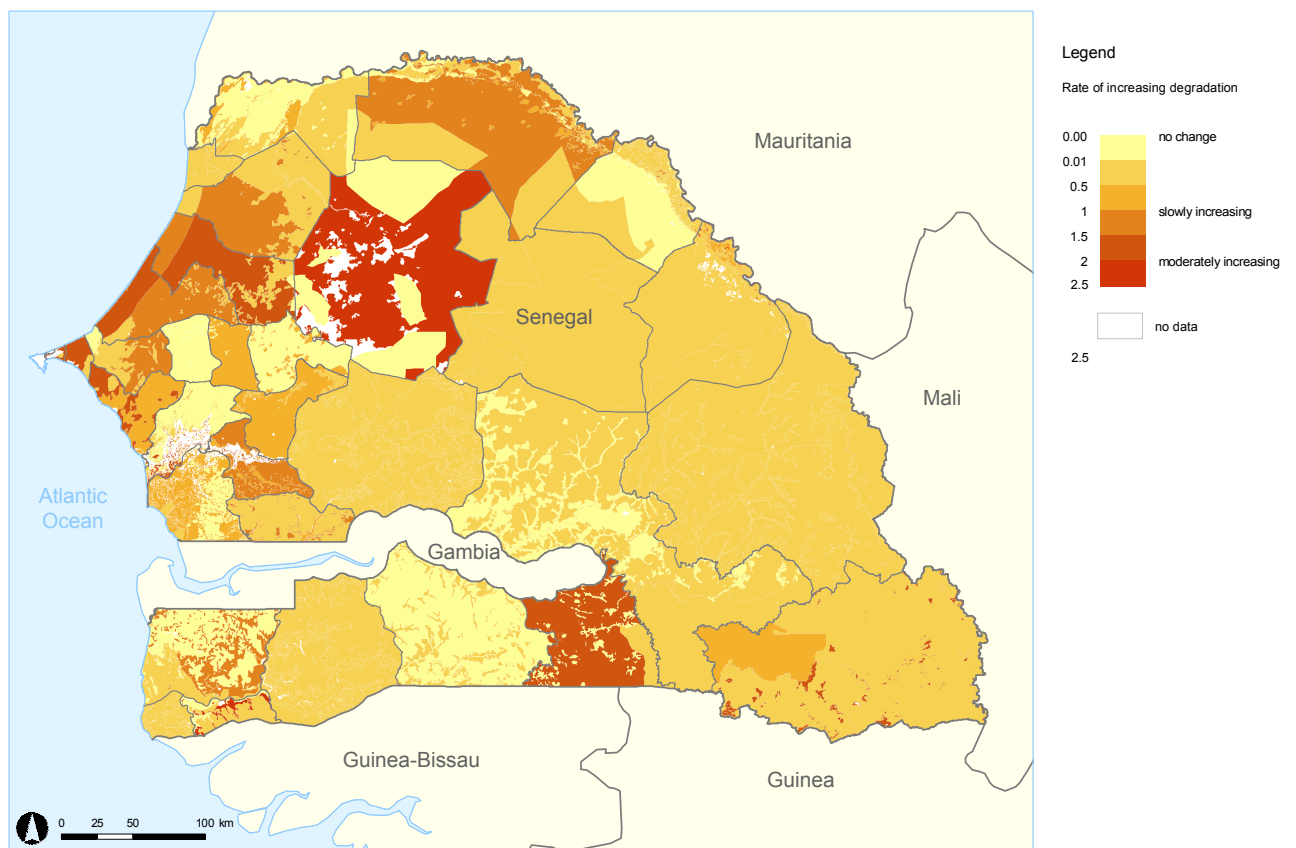 Legend
Rate of increasing degradation
0.00 no change
0.01
0.5
1 slowly increasing
1.5
2 moderately increasing
2.5
no data
2.5
Mauritania
Senegal
Mali
Atlantic
Ocean
Gambia
Guinea-Bissau
Guinea
0 25 50 100 km